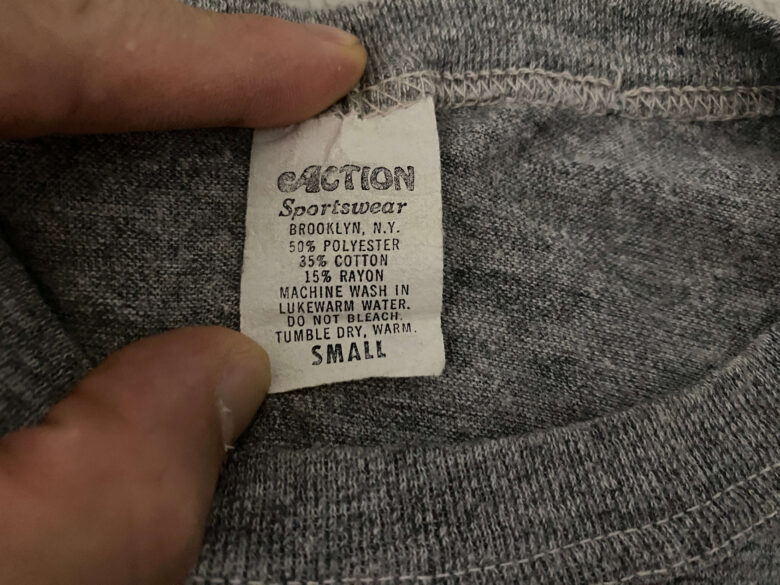 ACTION
Sportswear
BROOKLYN, N.Y.
50% POLYESTER
35% COTTON
15% RAYON
MACHINE WASH IN
LUKEWARM WATER.
DO NOT BLEACH.
TUMBLE DRY, WARM.
SMALL